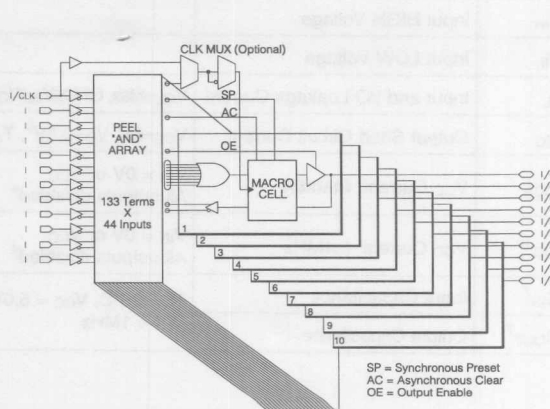 CLK MUX (Optional)
I/CLK
SP
AC
OE
PEEL
"AND"
ARRAY
133 Terms
X
44 Inputs
MACRO
CELL
1
2
3
4
5
6
7
8
9
10
SP = Synchronous Preset
AC = Asynchronous Clear
OE = Output Enable